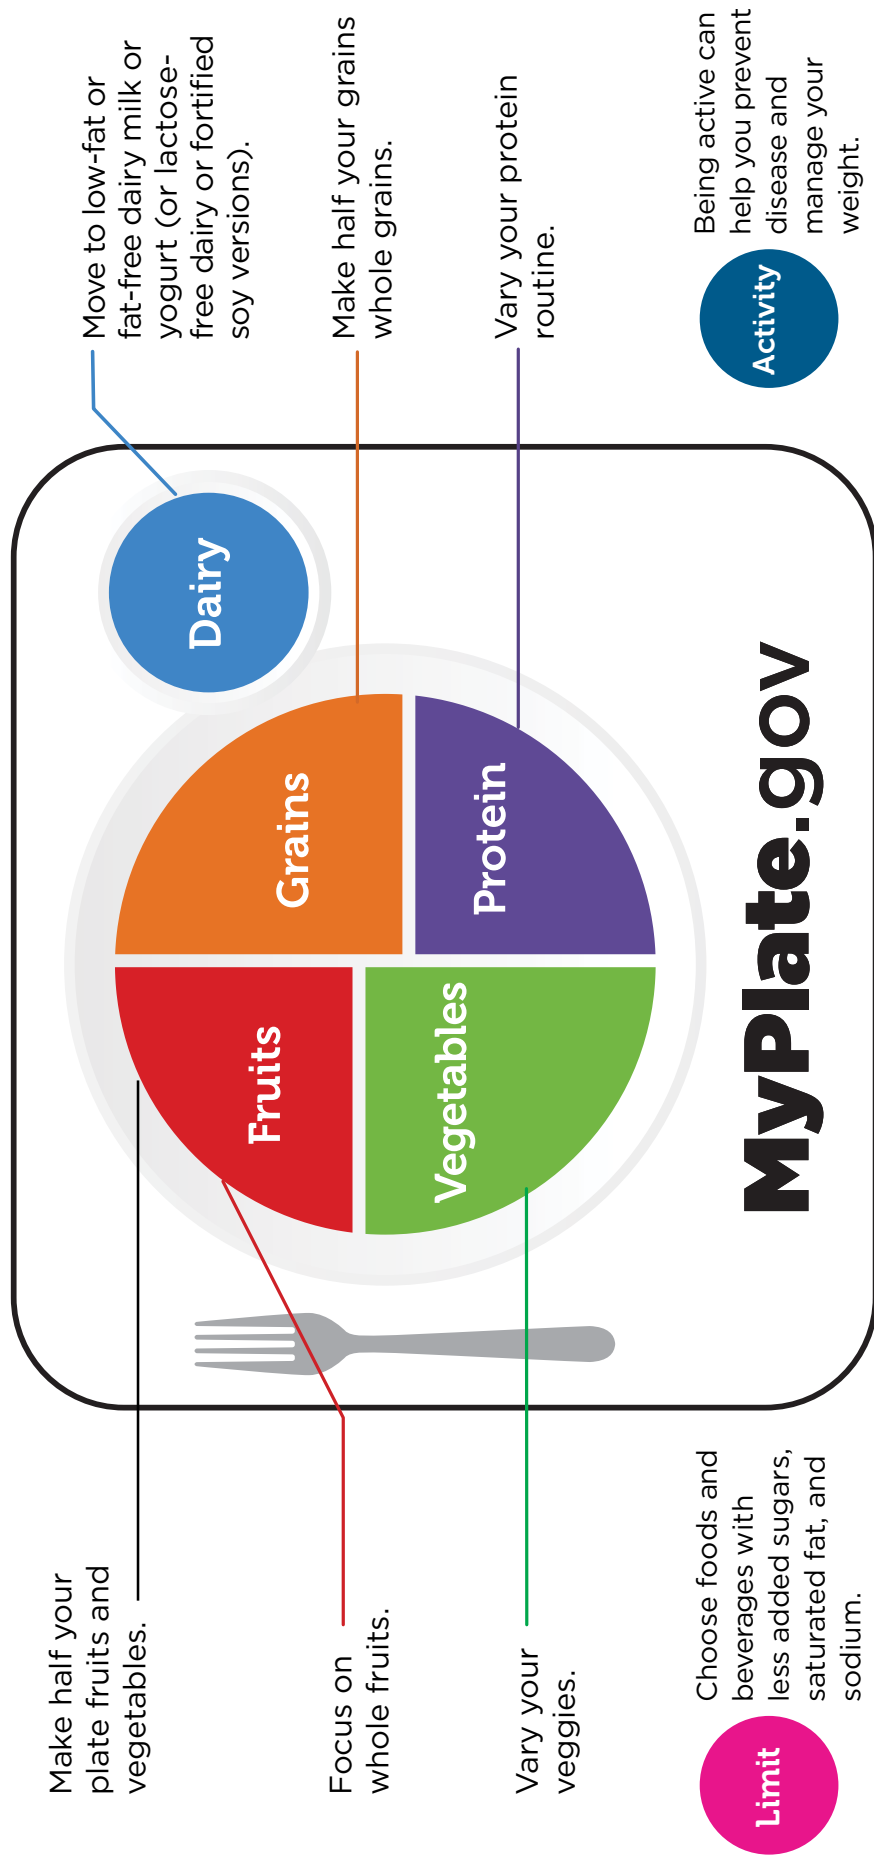 Make half your
plate fruits and
vegetables.
Focus on
whole fruits.
Vary your
veggies.
Fruits
Vegetables
Grains
Protein
Dairy
Move to low-fat or
fat-free dairy milk or
yogurt (or lactose-
free dairy or fortified
soy versions).
Make half your grains
whole grains.
Vary your protein
routine.
MyPlate.gov
Limit
Choose foods and
beverages with
less added sugars,
saturated fat, and
sodium.
Activity
Being active can
help you prevent
disease and
manage your
weight.